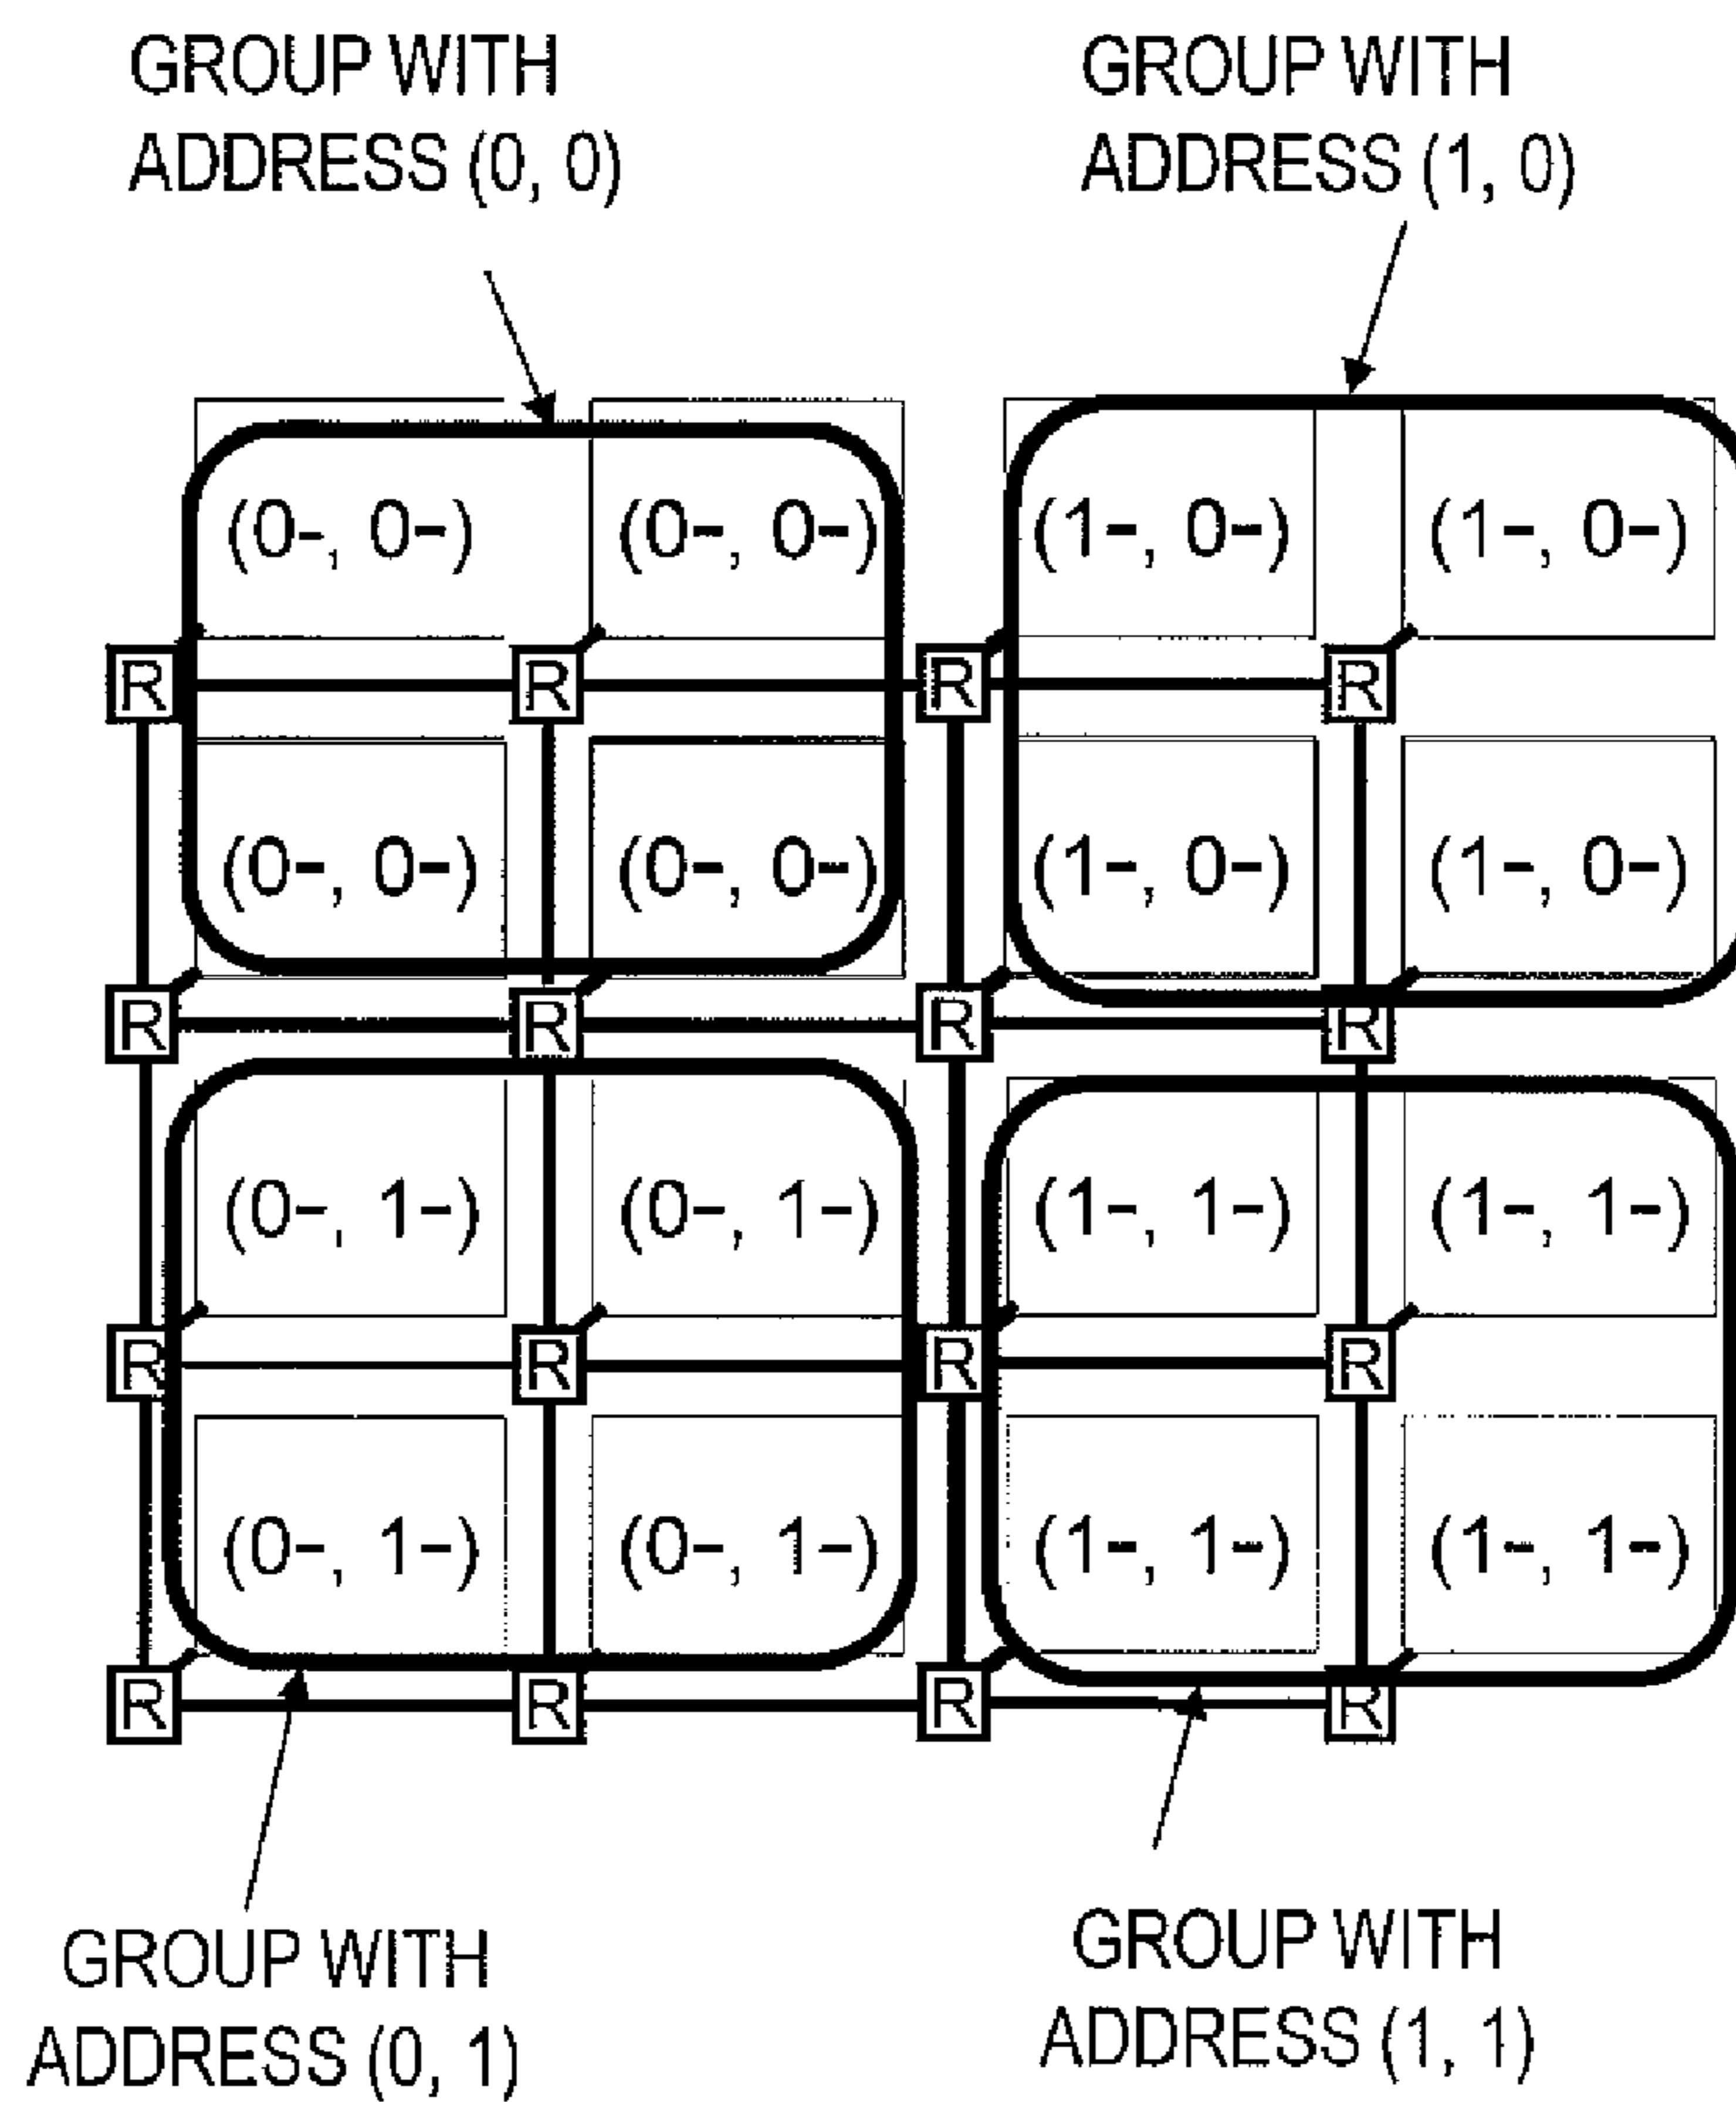 GROUP WITH
ADDRESS (0, 0)
GROUP WITH
ADDRESS (1, 0)
(0-, 0-) (0-, 0-) (1-, 0-) (1-, 0-)
R R R R
(0-, 0-) (0-, 0-) (1-, 0-) (1-, 0-)
R R R R
(0-, 1-) (0-, 1-) (1-, 1-) (1-, 1-)
R R R R
(0-, 1-) (0-, 1-) (1-, 1-) (1-, 1-)
R R R R
GROUP WITH
ADDRESS (0, 1)
GROUP WITH
ADDRESS (1, 1)